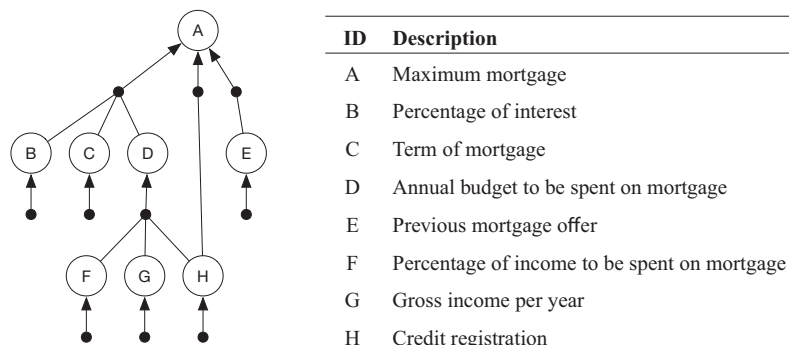 A
B
C
D
E
F
G
H
ID Description
A Maximum mortgage
B Percentage of interest
C Term of mortgage
D Annual budget to be spent on mortgage
E Previous mortgage offer
F Percentage of income to be spent on mortgage
G Gross income per year
H Credit registration